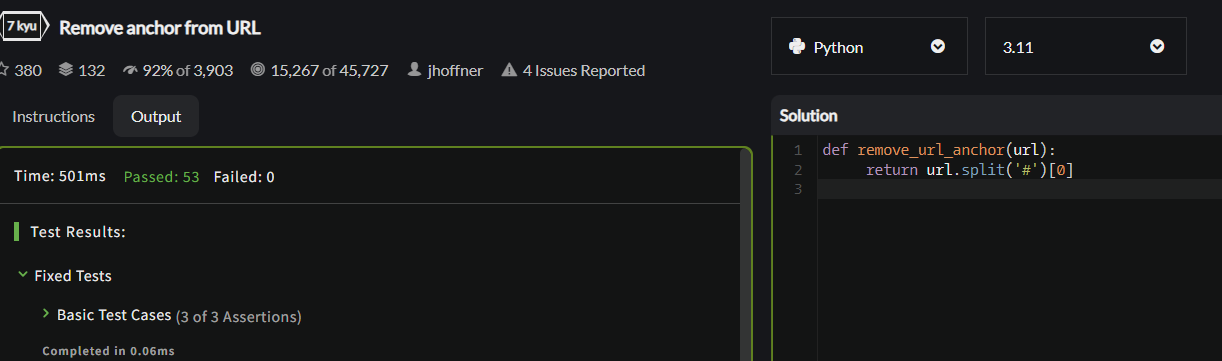 7 kyu Remove anchor from URL
380 132 92% of 3,903 15,267 of 45,727 jhoffner 4 Issues Reported
Instructions Output
Time: 501ms Passed: 53 Failed: 0
Test Results:
Fixed Tests
Basic Test Cases (3 of 3 Assertions)
Completed in 0.06ms
Python 3.11
Solution
1 def remove_url_anchor(url):
2 return url.split('#')[0]
3